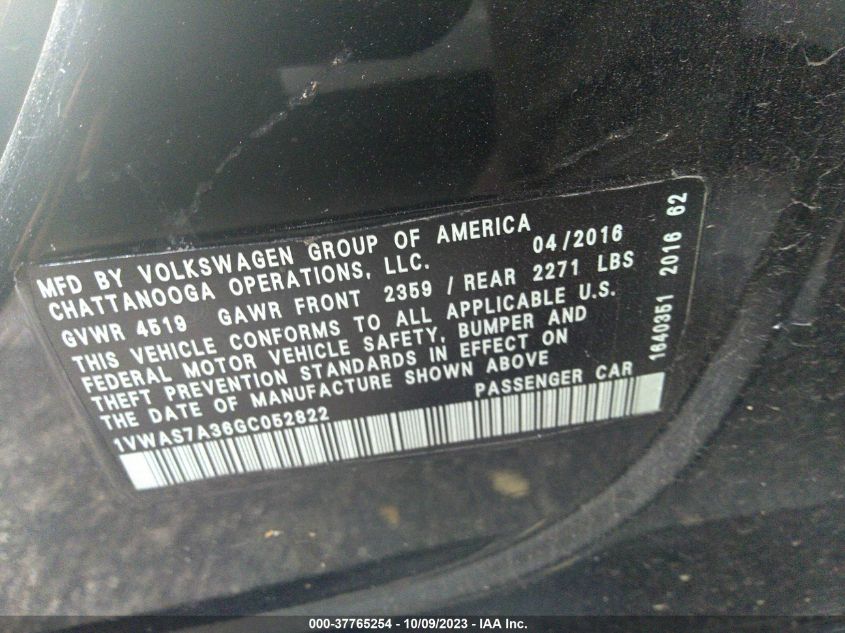 MFD BY VOLKSWAGEN GROUP OF AMERICA
CHATTANOOGA OPERATIONS, LLC. 04/2016
GVWR 4519 GAWR FRONT 2359 / REAR 2271 LBS
THIS VEHICLE CONFORMS TO ALL APPLICABLE U.S.
FEDERAL MOTOR VEHICLE SAFETY, BUMPER AND
THEFT PREVENTION STANDARDS IN EFFECT ON
THE DATE OF MANUFACTURE SHOWN ABOVE
1VWAS7A36GC052822 PASSENGER CAR
1640351 2016 62
000-37765254 - 10/09/2023 - IAA Inc.